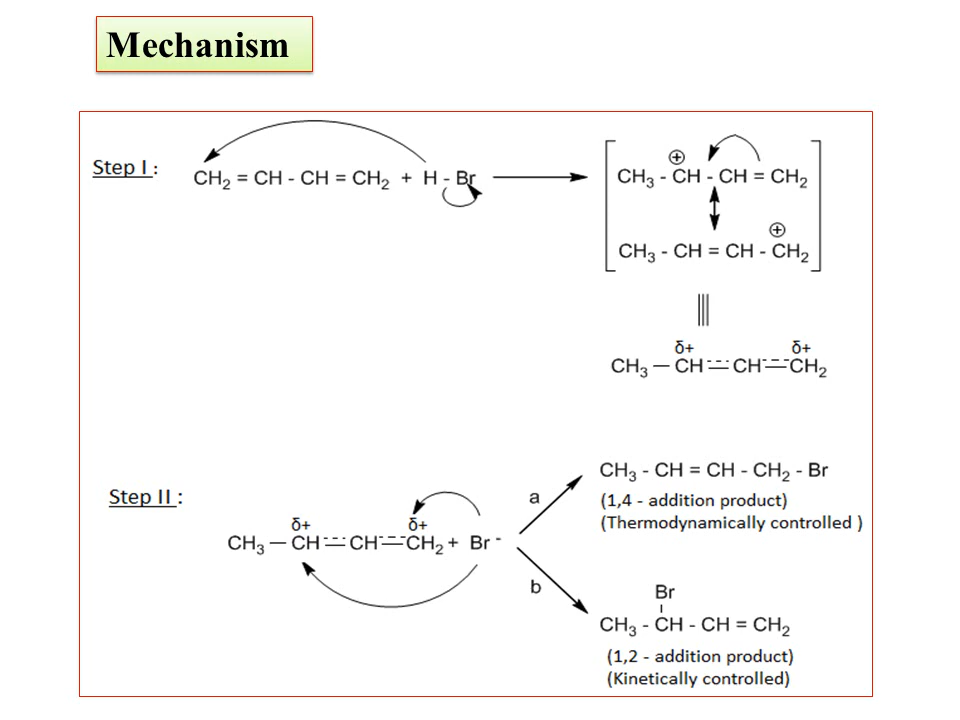 Mechanism
Step I :
CH₂ = CH - CH = CH₂ + H - Br
⊕
CH₃ - CH - CH = CH₂
⊕
CH₃ - CH = CH - CH₂
δ+ δ+
CH₃ — CH ⚌ CH ⚌ CH₂
Step II :
δ+ δ+
CH₃ — CH ⚌ CH ⚌ CH₂ + Br ⁻
a
CH₃ - CH = CH - CH₂ - Br
(1,4 - addition product)
(Thermodynamically controlled )
b
Br
CH₃ - CH - CH = CH₂
(1,2 - addition product)
(Kinetically controlled)